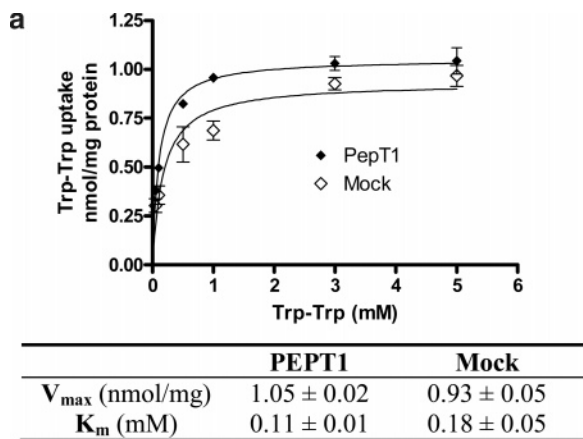 a
Trp-Trp uptake
nmol/mg protein
1.25
1.00
0.75
0.50
0.25
0.00
PepT1
Mock
0 1 2 3 4 5 6
Trp-Trp (mM)
PEPT1 Mock
Vmax (nmol/mg) 1.05 ± 0.02 0.93 ± 0.05
Km (mM) 0.11 ± 0.01 0.18 ± 0.05